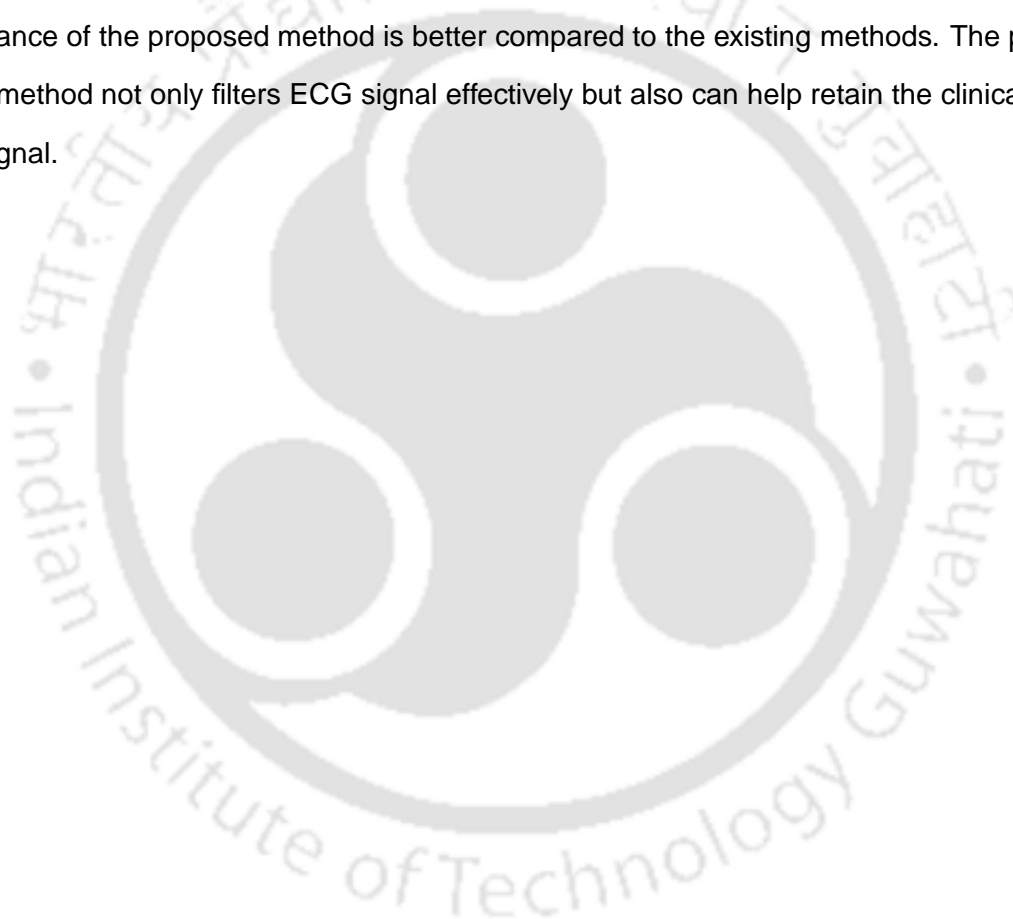 ance of the proposed method is better compared to the existing methods. The p
method not only filters ECG signal effectively but also can help retain the clinica
gnal.
Indian Institute of Technology Guwahati